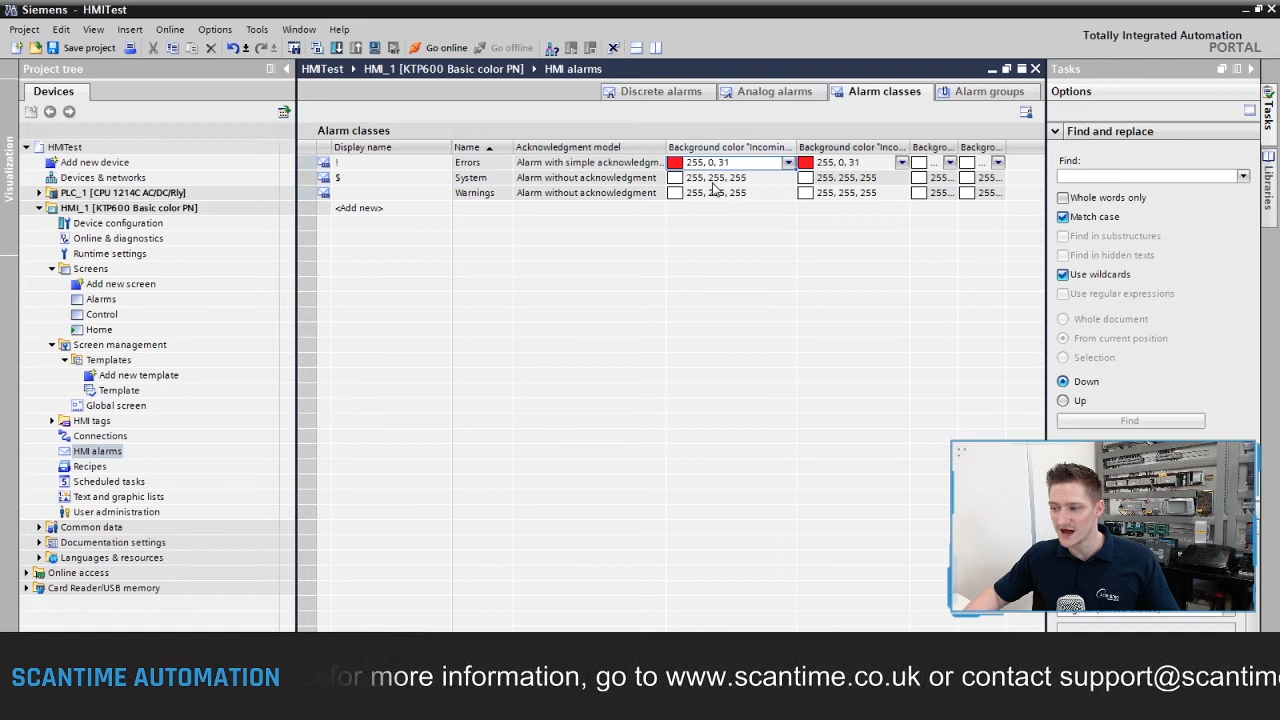 Siemens - HMITest
Project Edit View Insert Online Options Tools Window Help
Totally Integrated Automation
PORTAL
Save project
Go online
Go offline
Project tree
HMITest
HMI_1 [KTP600 Basic color PN]
HMI alarms
Tasks
Devices
Discrete alarms
Analog alarms
Alarm classes
Alarm groups
Options
Visualization
Tasks
Libraries
Alarm classes
Display name Name Acknowledgment model Background color "Incomin... Background color "Inco... Backgro... Backgro...
! Errors Alarm with simple acknowledgm... 255, 0, 31 255, 0, 31 ... ...
$ System Alarm without acknowledgment 255, 255, 255 255, 255, 255 255... 255...
Warnings Alarm without acknowledgment 255, 255, 255 255, 255, 255 255... 255...
<Add new>
HMITest
Add new device
PLC_1 [CPU 1214C AC/DC/Rly]
HMI_1 [KTP600 Basic color PN]
Device configuration
Online & diagnostics
Runtime settings
Screens
Add new screen
Alarms
Control
Home
Screen management
Templates
Add new template
Template
Global screen
HMI tags
Connections
HMI alarms
Recipes
Scheduled tasks
Text and graphic lists
User administration
Common data
Documentation settings
Languages & resources
Online access
Card Reader/USB memory
Find and replace
Find:
Whole words only
Match case
Find in substructures
Find in hidden texts
Use wildcards
Use regular expressions
Whole document
From current position
Selection
Down
Up
Find
SCANTIME AUTOMATION
for more information, go to www.scantime.co.uk or contact support@scantime